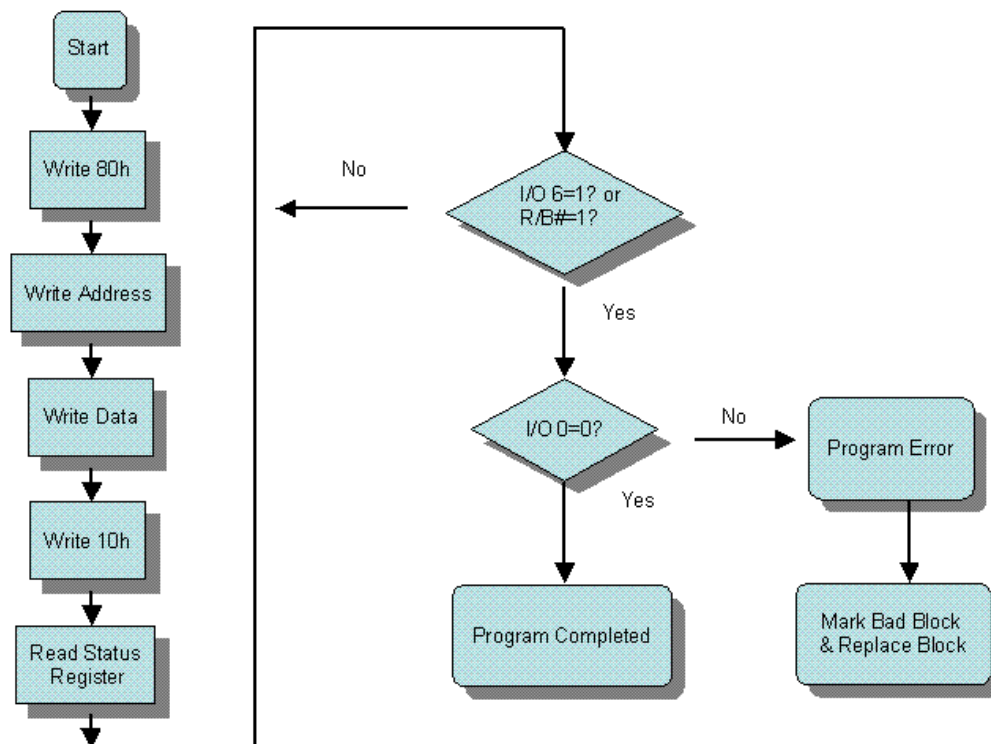 Start
Write 80h
Write Address
Write Data
Write 10h
Read Status
Register
No
I/O 6=1? or
R/B#=1?
Yes
I/O 0=0?
No
Yes
Program Error
Program Completed
Mark Bad Block
& Replace Block